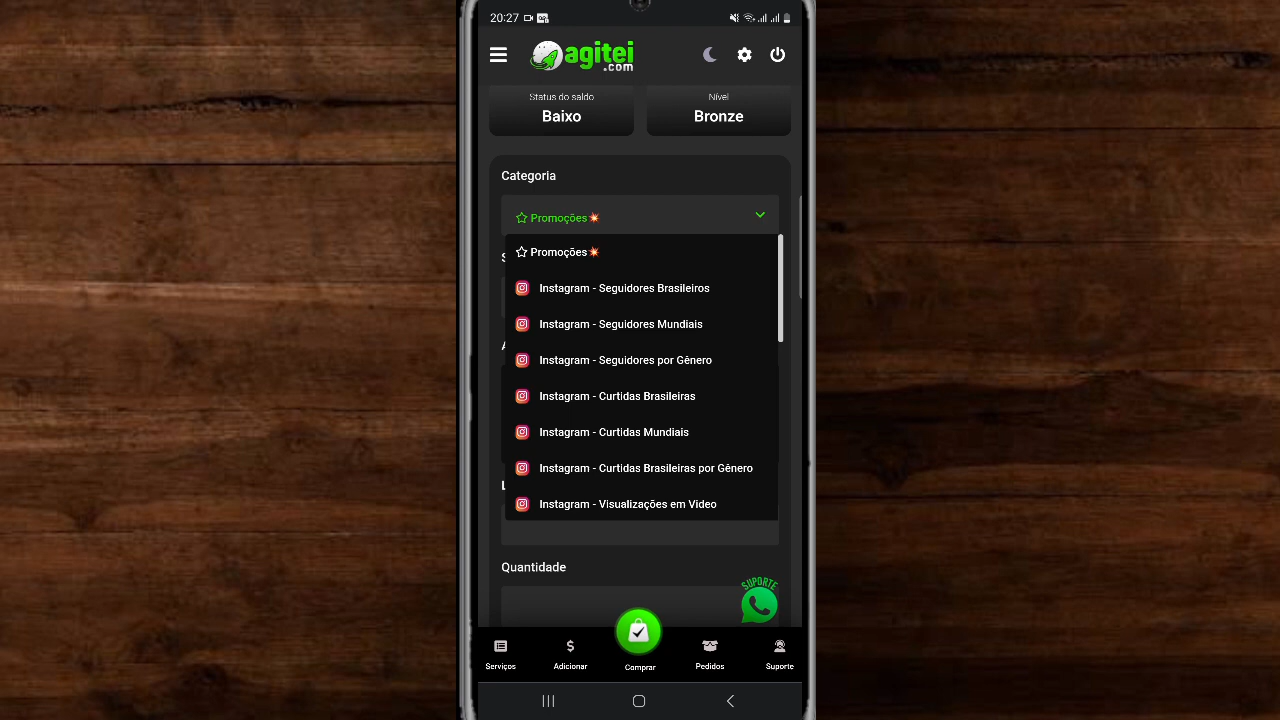 20:27
agitei
.com
Status do saldo
Baixo
Nível
Bronze
Categoria
Promoções
Promoções
Instagram - Seguidores Brasileiros
Instagram - Seguidores Mundiais
Instagram - Seguidores por Gênero
Instagram - Curtidas Brasileiras
Instagram - Curtidas Mundiais
Instagram - Curtidas Brasileiras por Gênero
Instagram - Visualizações em Video
Quantidade
SUPORTE
Serviços
Adicionar
Comprar
Pedidos
Suporte